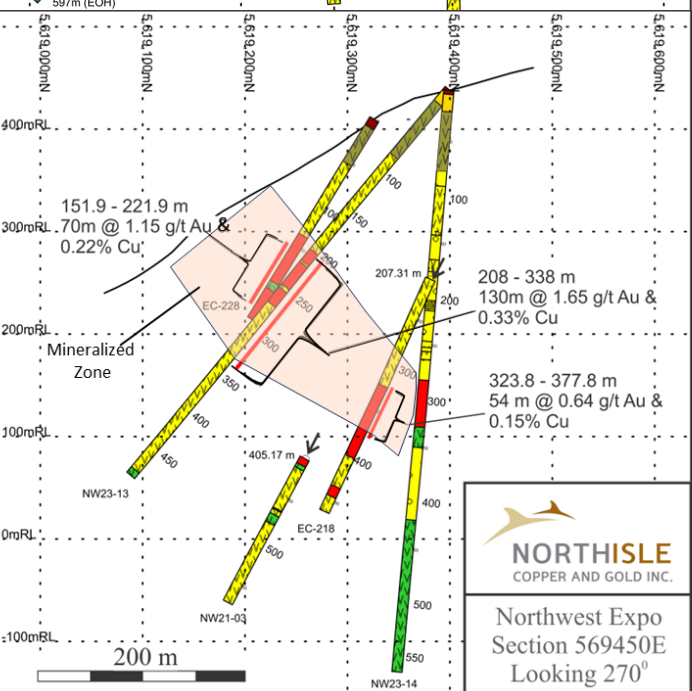 597m (EOH)
5,619,000mN
5,619,100mN
5,619,200mN
5,619,300mN
5,619,400mN
5,619,500mN
5,619,600mN
400mRL
300mRL
200mRL
100mRL
0mRL
-100mRL
151.9 - 221.9 m
70m @ 1.15 g/t Au &
0.22% Cu
Mineralized
Zone
EC-228
100
100
150
200
250
300
350
400
450
NW23-13
207.31 m
300
400
EC-218
405.17 m
500
NW21-03
100
200
300
400
500
550
NW23-14
208 - 338 m
130m @ 1.65 g/t Au &
0.33% Cu
323.8 - 377.8 m
54 m @ 0.64 g/t Au &
0.15% Cu
200 m
NORTHISLE
COPPER AND GOLD INC.
Northwest Expo
Section 569450E
Looking 270⁰